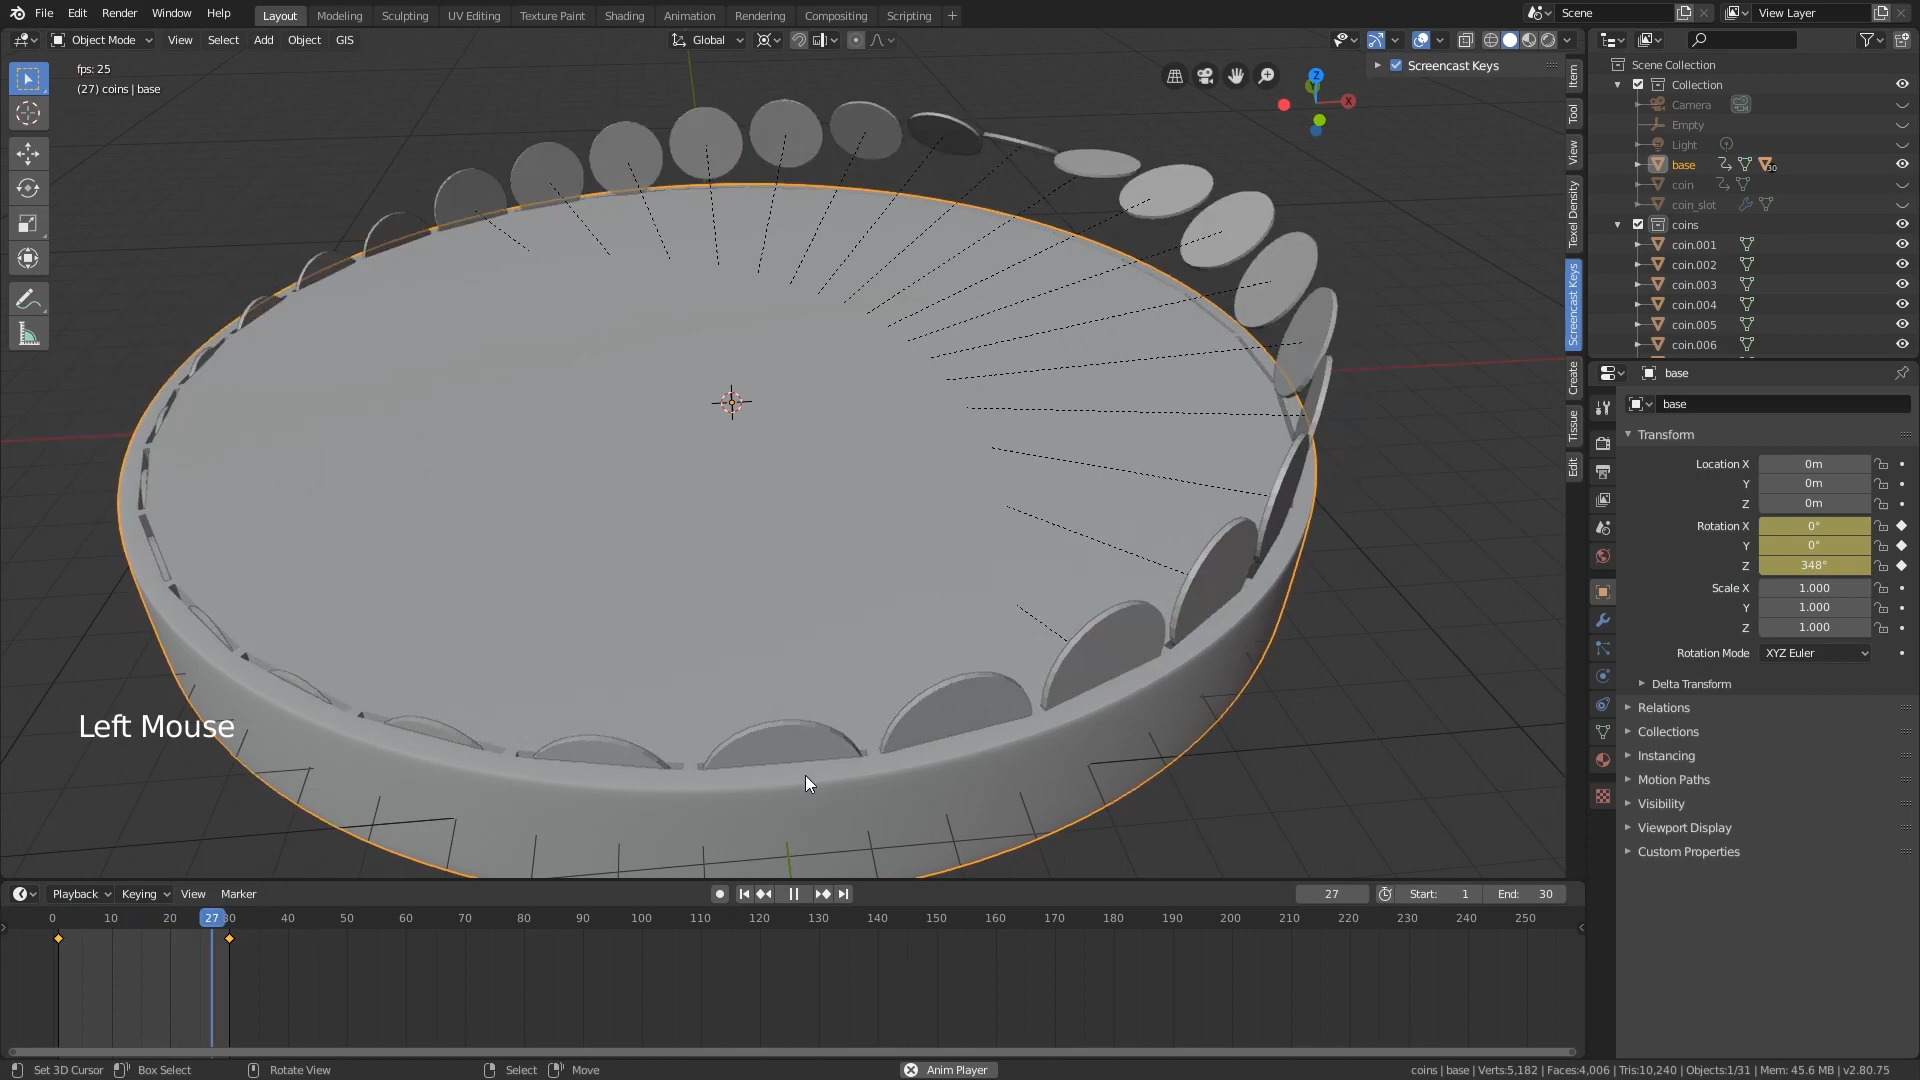 File Edit Render Window Help Layout Modeling Sculpting UV Editing Texture Paint Shading Animation Rendering Compositing Scripting + Scene View Layer
Object Mode View Select Add Object GIS Global
fps: 25
(27) coins | base
Screencast Keys
Z
X
Item
Tool
View
Texel Density
Screencast Keys
Create
Tissue
Edit
Left Mouse
Scene Collection
Collection
Camera
Empty
Light
base 30
coin
coin_slot
coins
coin.001
coin.002
coin.003
coin.004
coin.005
coin.006
base
base
Transform
Location X 0m
Y 0m
Z 0m
Rotation X 0°
Y 0°
Z 348°
Scale X 1.000
Y 1.000
Z 1.000
Rotation Mode XYZ Euler
Delta Transform
Relations
Collections
Instancing
Motion Paths
Visibility
Viewport Display
Custom Properties
Playback Keying View Marker 27 Start: 1 End: 30
0 10 20 27 30 40 50 60 70 80 90 100 110 120 130 140 150 160 170 180 190 200 210 220 230 240 250
Set 3D Cursor Box Select Rotate View Select Move Anim Player coins | base | Verts:5,182 | Faces:4,006 | Tris:10,240 | Objects:1/31 | Mem: 45.6 MB | v2.80.75